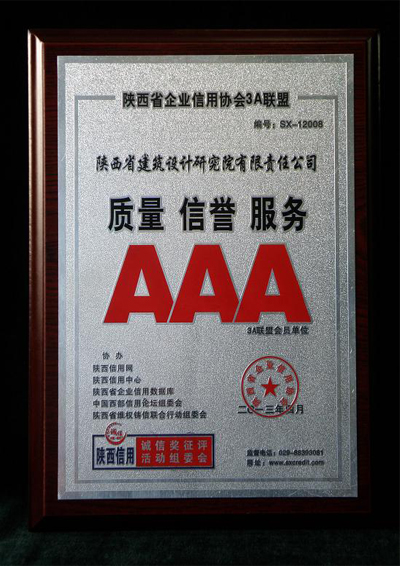 陕西省企业信用协会3A联盟
编号：SX-12008
陕西省建筑设计研究院有限责任公司
质量 信誉 服务
AAA
3A联盟会员单位
协 办
陕西信用网
陕西信用中心
陕西省企业信用数据库
中国西部信用论坛组委会
陕西省维权铸信联合行动组委会
二〇一三年 月
陕西信用
诚信奖征评
活动组委会
监督电话：029-88393081
网址：www.sxcredit.com